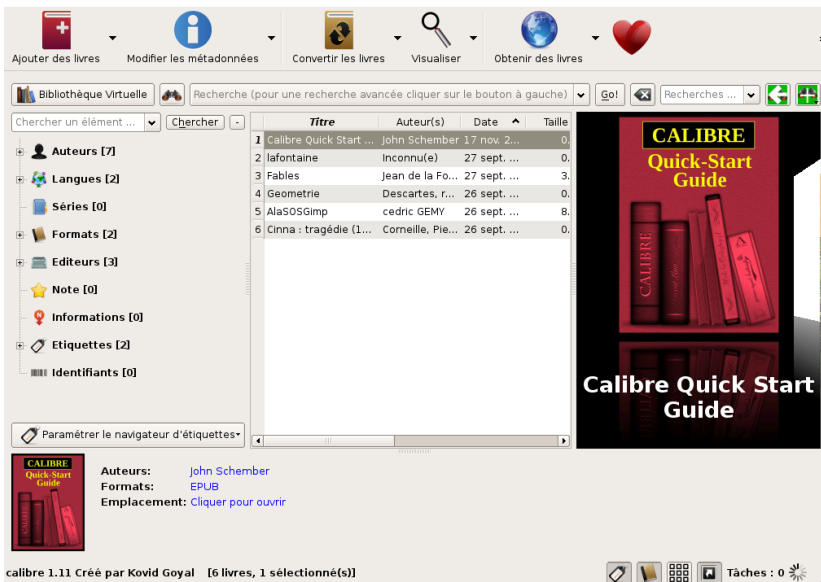 Ajouter des livres Modifier les métadonnées Convertir les livres Visualiser Obtenir des livres
Bibliothèque Virtuelle Recherche (pour une recherche avancée cliquer sur le bouton à gauche) Go! Recherches ...
Chercher un élément ... Chercher -
Auteurs [7]
Langues [2]
Séries [0]
Formats [2]
Editeurs [3]
Note [0]
Informations [0]
Etiquettes [2]
Identifiants [0]
Paramétrer le navigateur d'étiquettes
Titre Auteur(s) Date Taille
1 Calibre Quick Start ... John Schember 17 nov. 2... 0.
2 lafontaine Inconnu(e) 27 sept. ... 0.
3 Fables Jean de la Fo... 27 sept. ... 3.
4 Geometrie Descartes, r... 26 sept. ... 0.
5 AlaSOSGimp cedric GEMY 26 sept. ... 8.
6 Cinna : tragédie (1... Corneille, Pie... 26 sept. ... 0.
CALIBRE
Quick-Start
Guide
CALIBRE
Calibre Quick Start
Guide
CALIBRE
Quick-Start
Guide
Auteurs: John Schember
Formats: EPUB
Emplacement: Cliquer pour ouvrir
calibre 1.11 Créé par Kovid Goyal [6 livres, 1 sélectionné(s)] Tâches : 0